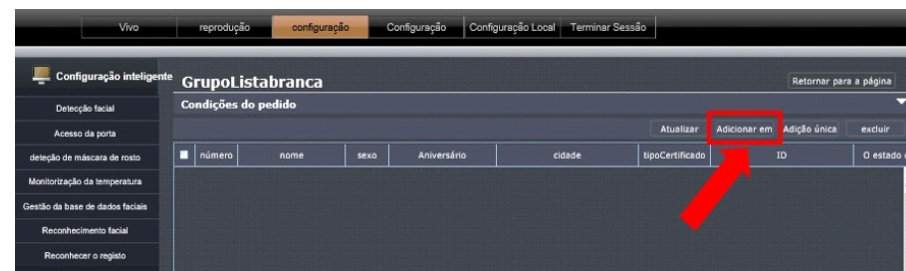 Vivo reprodução configuração Configuração Configuração Local Terminar Sessão
Configuração inteligente
GrupoListabranca
Retornar para a página
Detecção facial
Condições do pedido
Acesso da porta
Atualizar Adicionar em Adição única excluir
deteção de máscara de rosto
número nome sexo Aniversário cidade tipoCertificado ID O estado
Monitorização da temperatura
Gestão da base de dados faciais
Reconhecimento facial
Reconhecer o registo